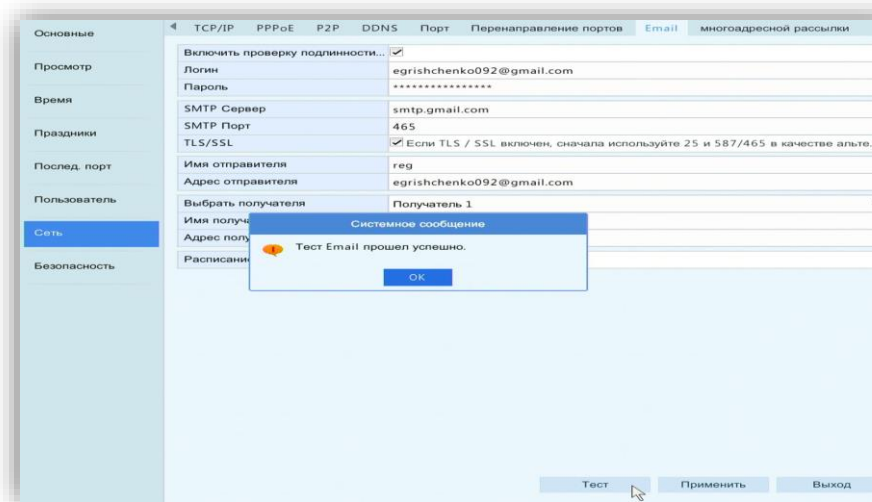 Основные
Просмотр
Время
Праздники
Послед. порт
Пользователь
Сеть
Безопасность
TCP/IP PPPoE P2P DDNS Порт Перенаправление портов Email многоадресной рассылки
Включить проверку подлинности...
Логин egrishchenko092@gmail.com
Пароль ****************
SMTP Сервер smtp.gmail.com
SMTP Порт 465
TLS/SSL Если TLS / SSL включен, сначала используйте 25 и 587/465 в качестве альте.
Имя отправителя reg
Адрес отправителя egrishchenko092@gmail.com
Выбрать получателя Получатель 1
Имя получа
Адрес полу
Расписани
Системное сообщение
Тест Email прошел успешно.
OK
Тест Применить Выход